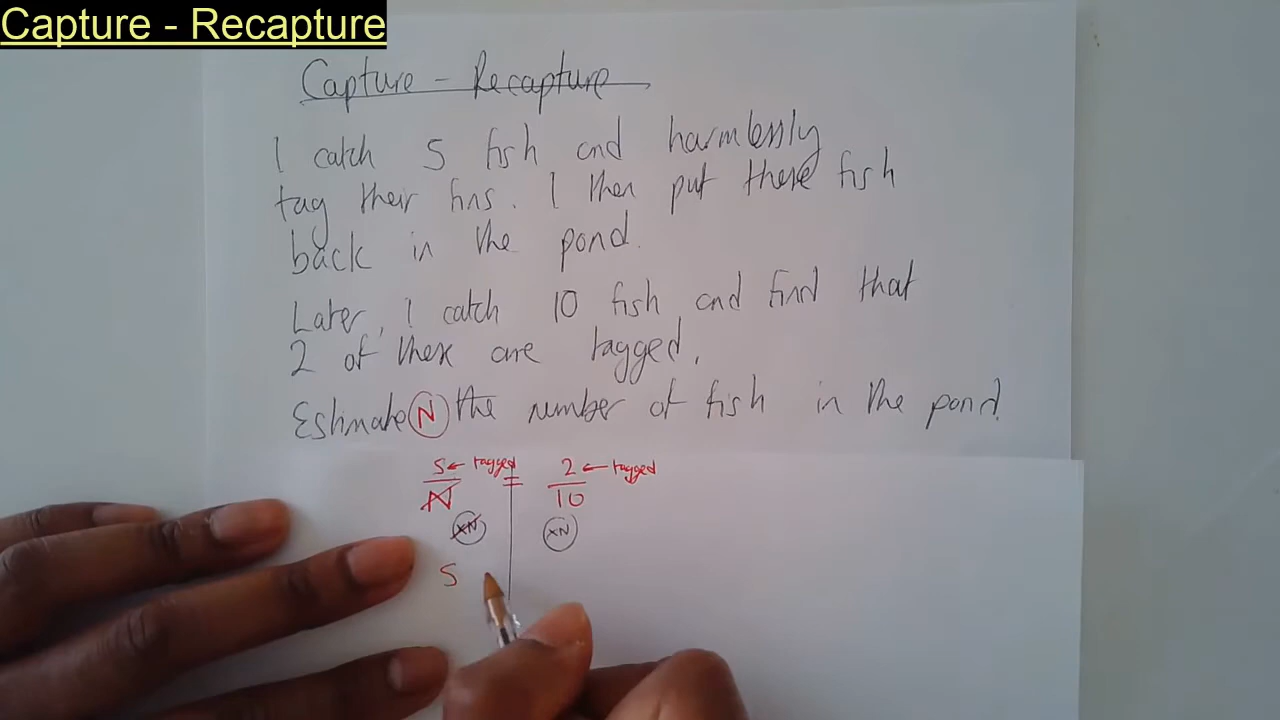 Capture - Recapture
Capture - Recapture
I catch 5 fish and harmlessly
tag their fins. I then put these fish
back in the pond.
Later, I catch 10 fish and find that
2 of these are tagged.
Estimate N the number of fish in the pond.
5 ← tagged = 2 ← tagged
N 10
×N ×N
5